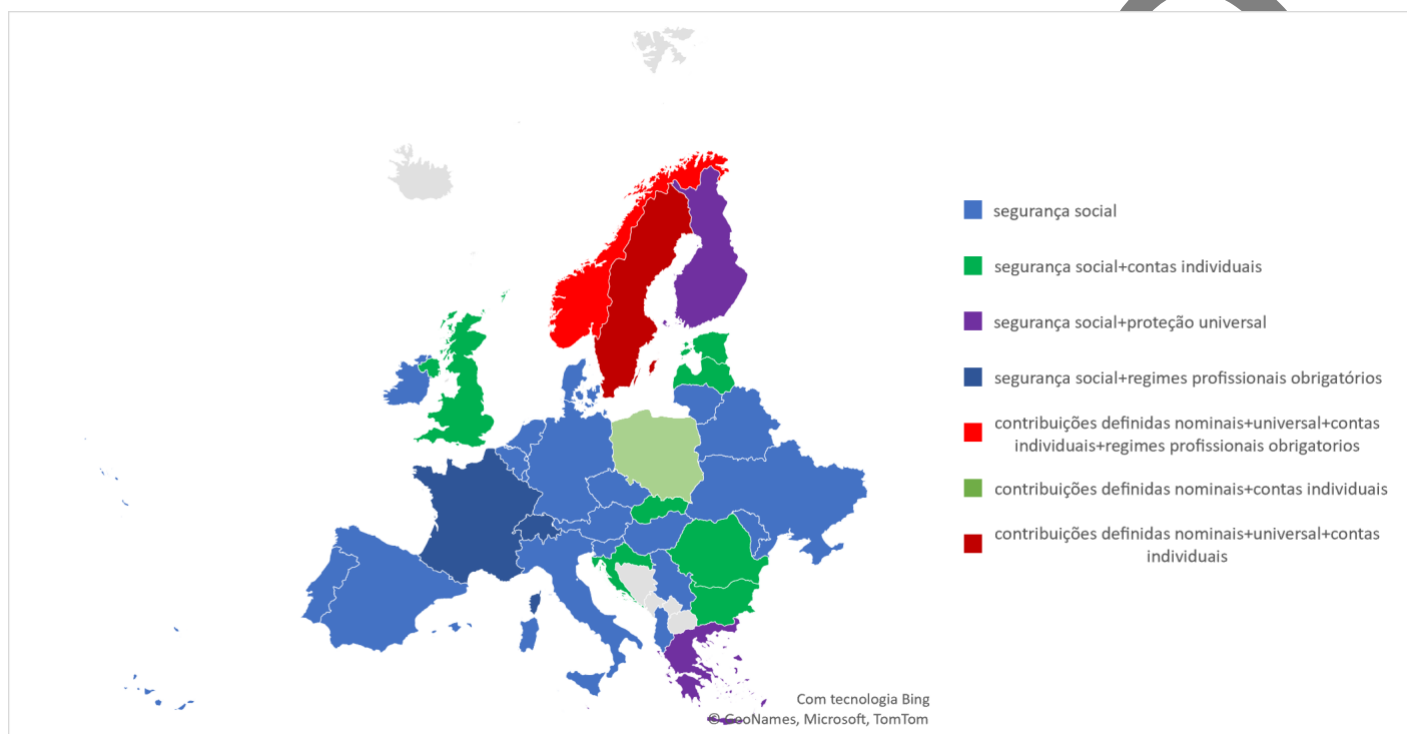 segurança social
segurança social+contas individuais
segurança social+proteção universal
segurança social+regimes profissionais obrigatórios
contribuições definidas nominais+universal+contas
individuais+regimes profissionais obrigatorios
contribuições definidas nominais+contas individuais
contribuições definidas nominais+universal+contas
individuais
Com tecnologia Bing
© GeoNames, Microsoft, TomTom